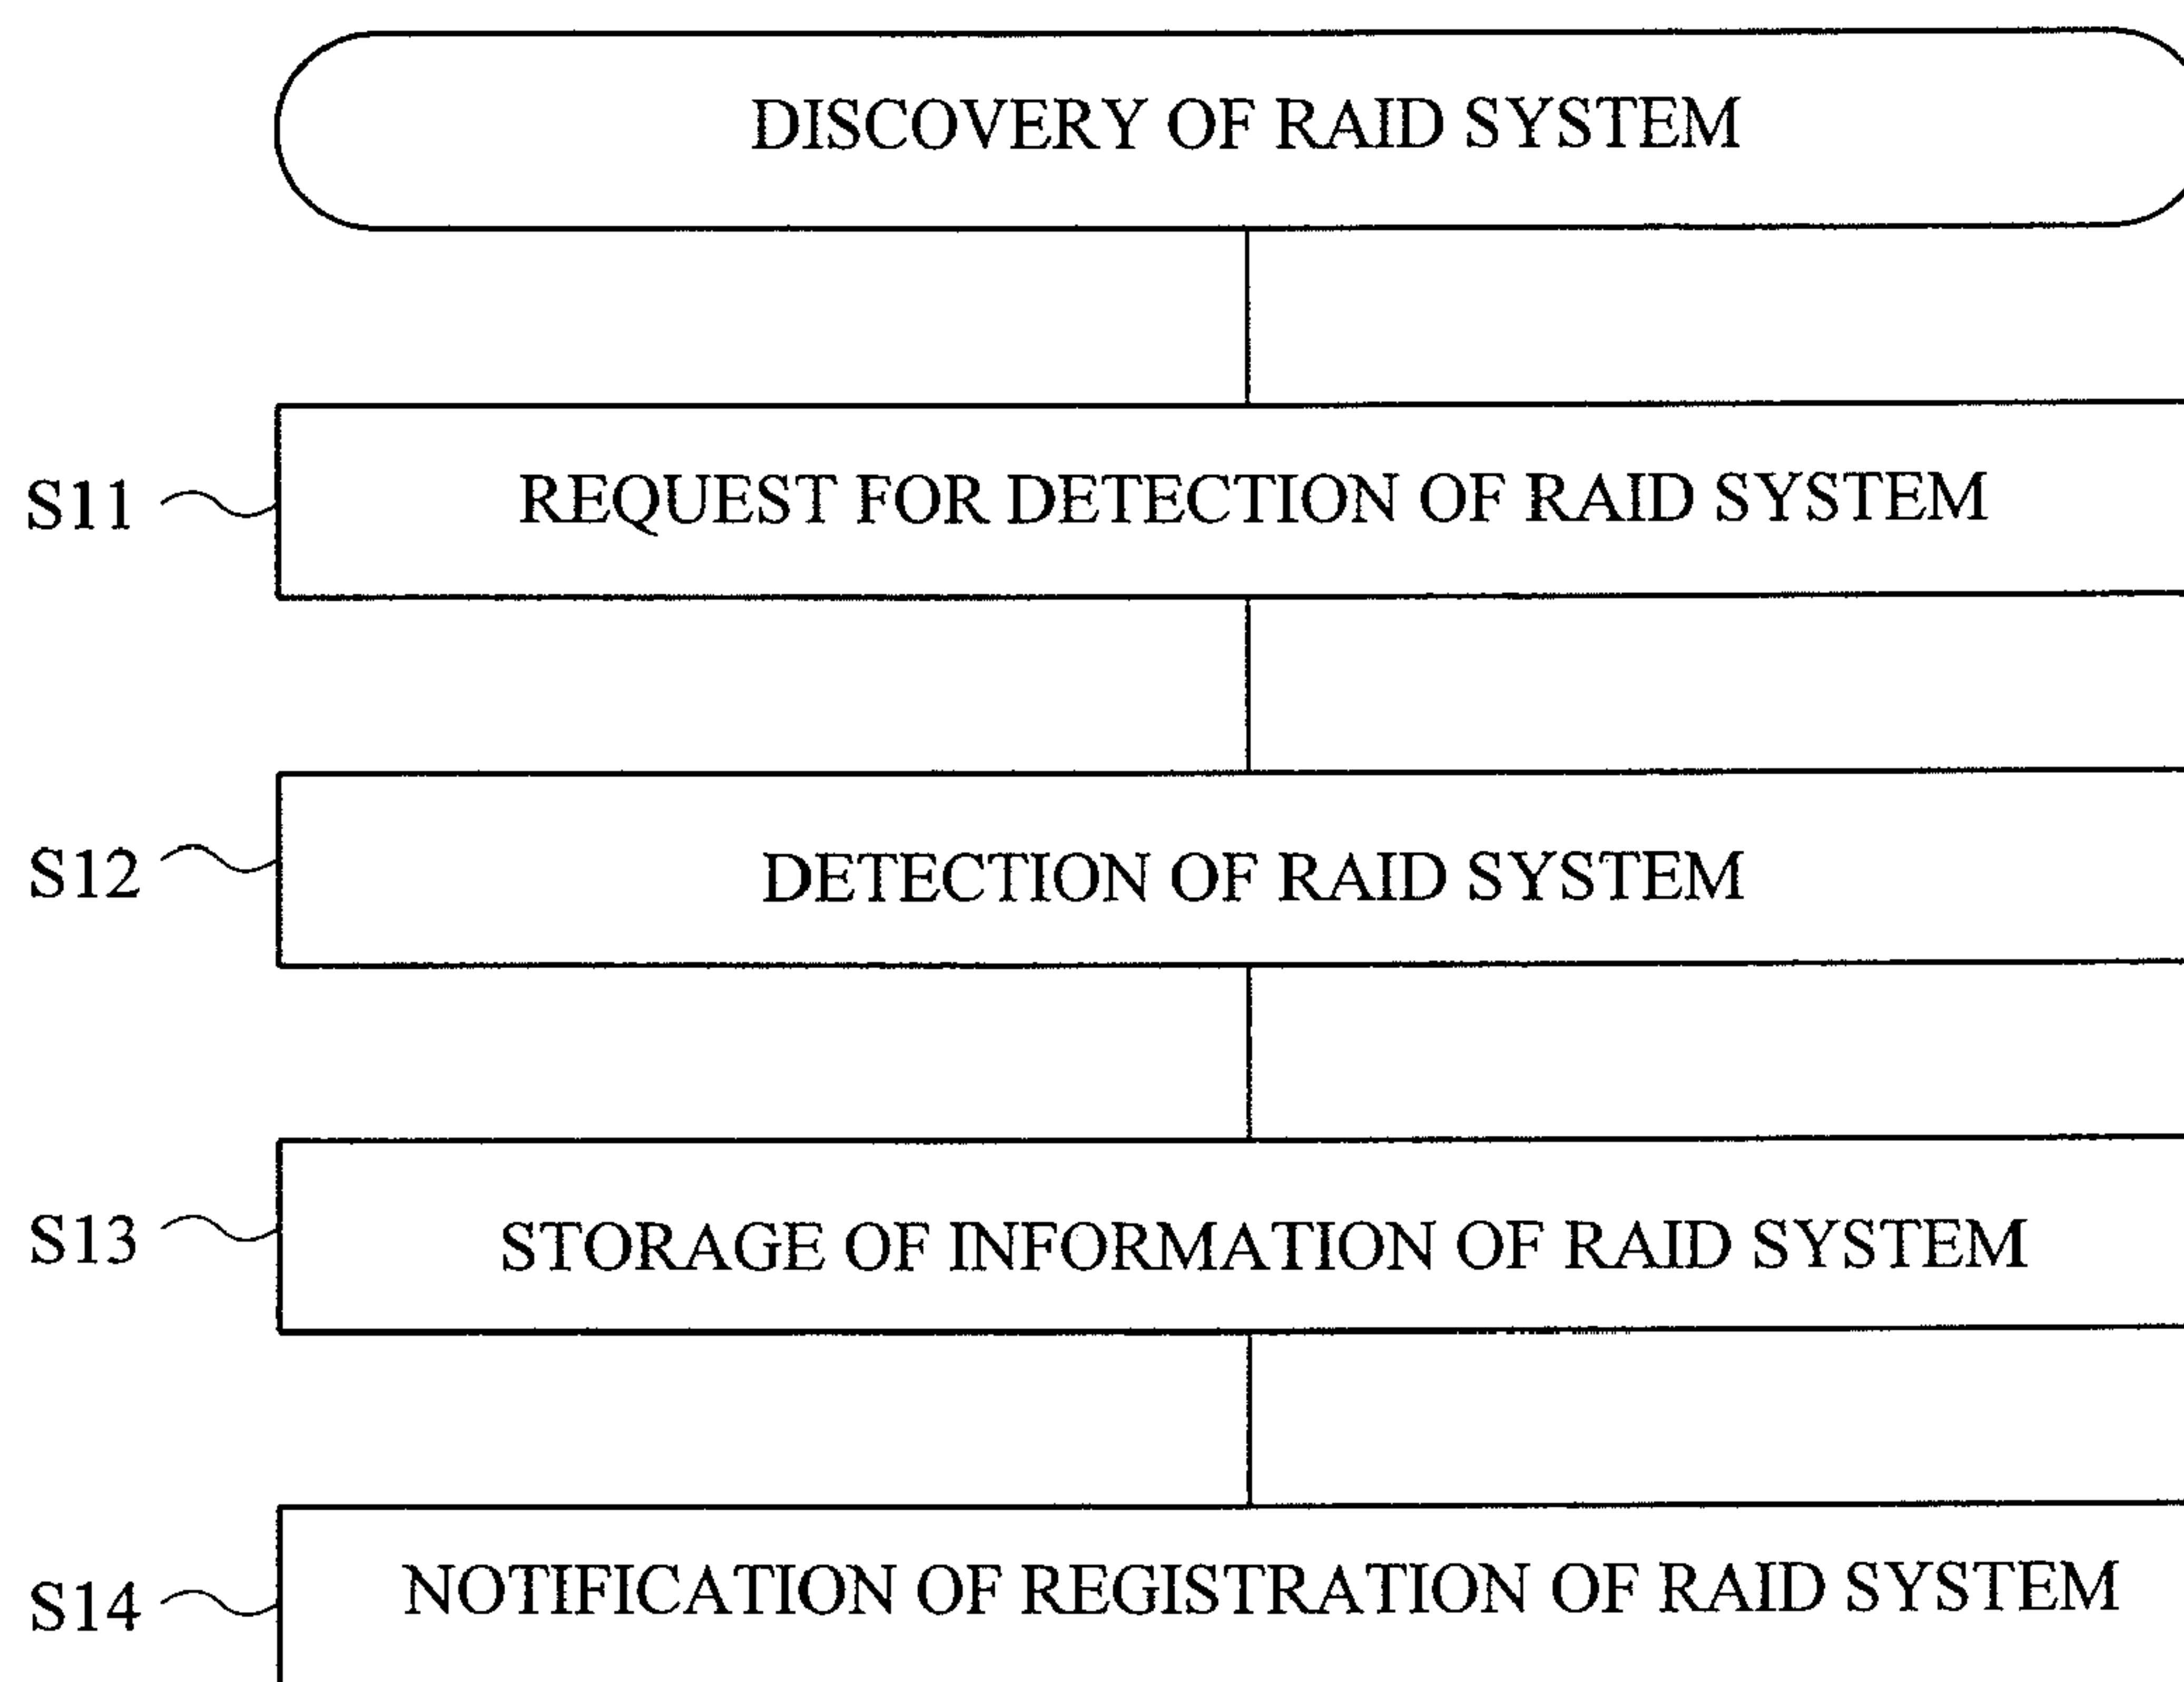 DISCOVERY OF RAID SYSTEM
S11 REQUEST FOR DETECTION OF RAID SYSTEM
S12 DETECTION OF RAID SYSTEM
S13 STORAGE OF INFORMATION OF RAID SYSTEM
S14 NOTIFICATION OF REGISTRATION OF RAID SYSTEM